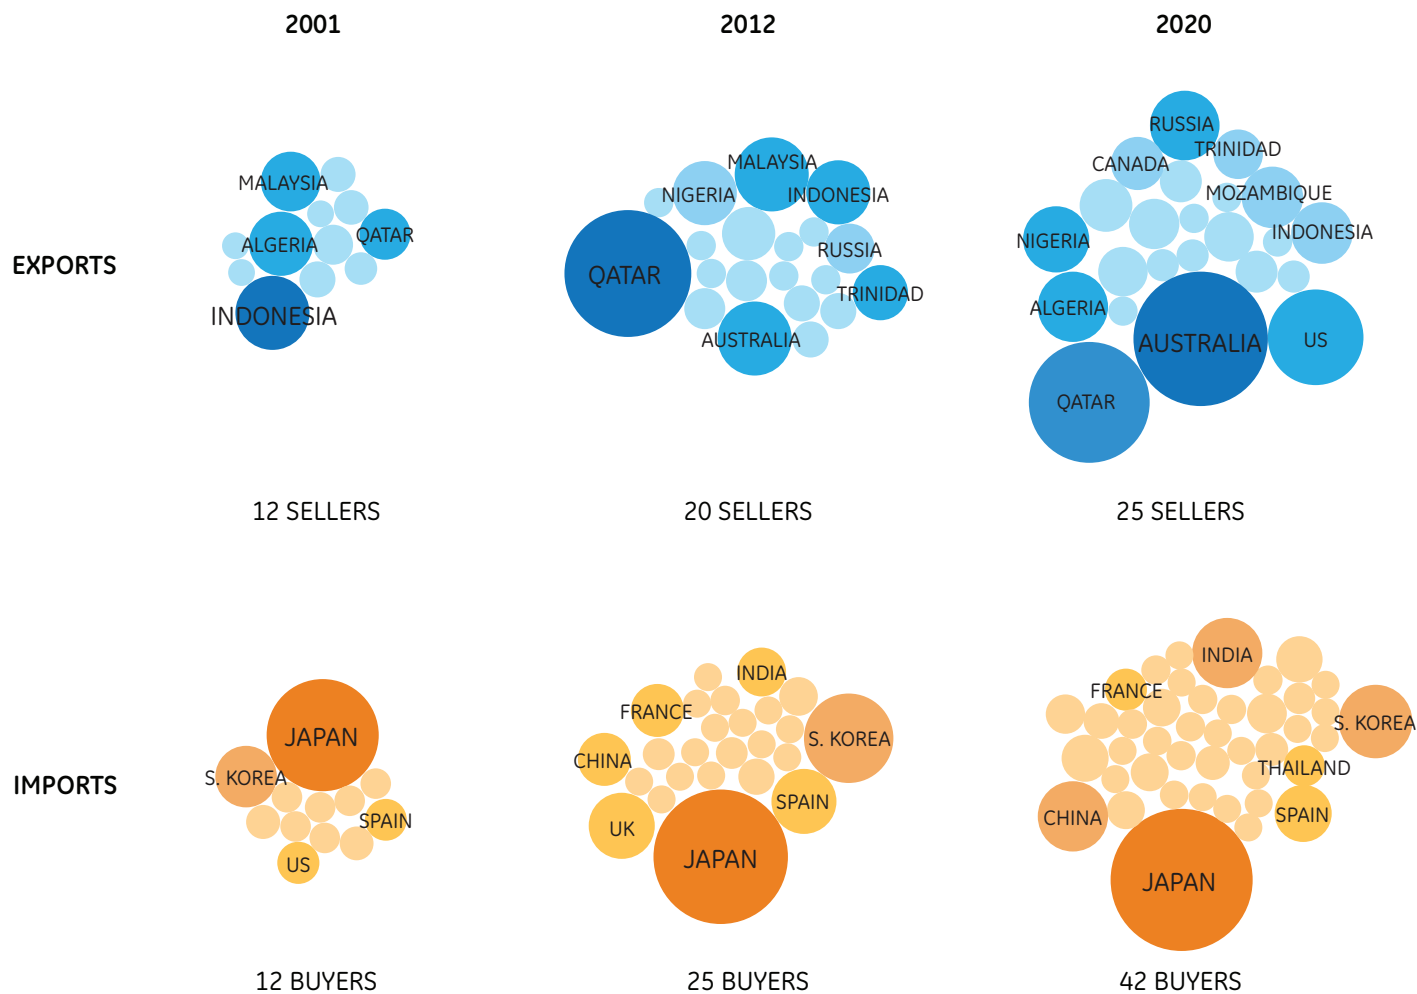 2001
2012
2020
EXPORTS
MALAYSIA
ALGERIA
QATAR
INDONESIA
MALAYSIA
NIGERIA
INDONESIA
RUSSIA
QATAR
TRINIDAD
AUSTRALIA
RUSSIA
TRINIDAD
CANADA
MOZAMBIQUE
INDONESIA
NIGERIA
ALGERIA
AUSTRALIA
US
QATAR
12 SELLERS
20 SELLERS
25 SELLERS
IMPORTS
JAPAN
S. KOREA
SPAIN
US
INDIA
FRANCE
S. KOREA
CHINA
SPAIN
UK
JAPAN
INDIA
FRANCE
S. KOREA
THAILAND
CHINA
SPAIN
JAPAN
12 BUYERS
25 BUYERS
42 BUYERS